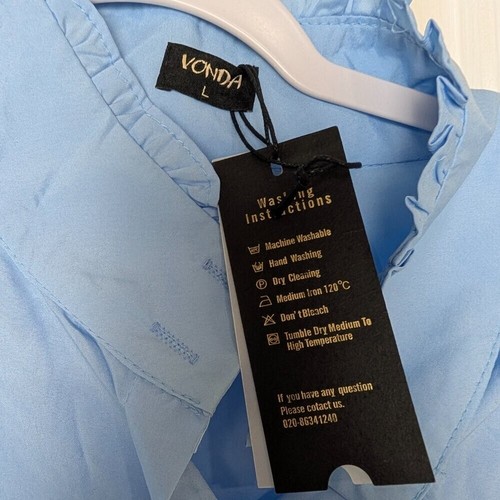 VONDA
L
Washing
Instructions
Machine Washable
Hand Washing
Dry Cleaning
Medium Iron 120°C
Don't Bleach
Tumble Dry Medium To
High Temperature
If you have any question
Please cotact us.
020-86341240